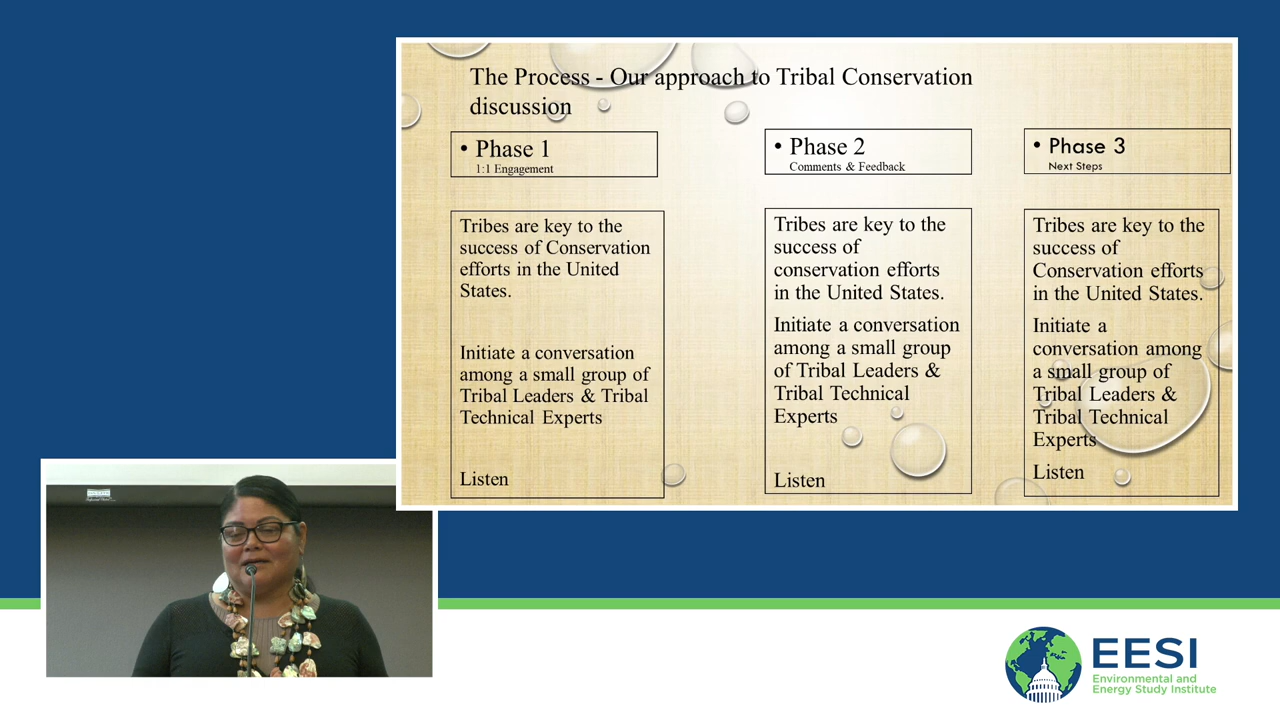 The Process - Our approach to Tribal Conservation
discussion
• Phase 1
1:1 Engagement
Tribes are key to the
success of Conservation
efforts in the United
States.
Initiate a conversation
among a small group of
Tribal Leaders & Tribal
Technical Experts
Listen
• Phase 2
Comments & Feedback
Tribes are key to the
success of
conservation efforts
in the United States.
Initiate a conversation
among a small group
of Tribal Leaders &
Tribal Technical
Experts
Listen
• Phase 3
Next Steps
Tribes are key to the
success of
Conservation efforts
in the United States.
Initiate a
conversation among
a small group of
Tribal Leaders &
Tribal Technical
Experts
Listen
EESI
Environmental and
Energy Study Institute